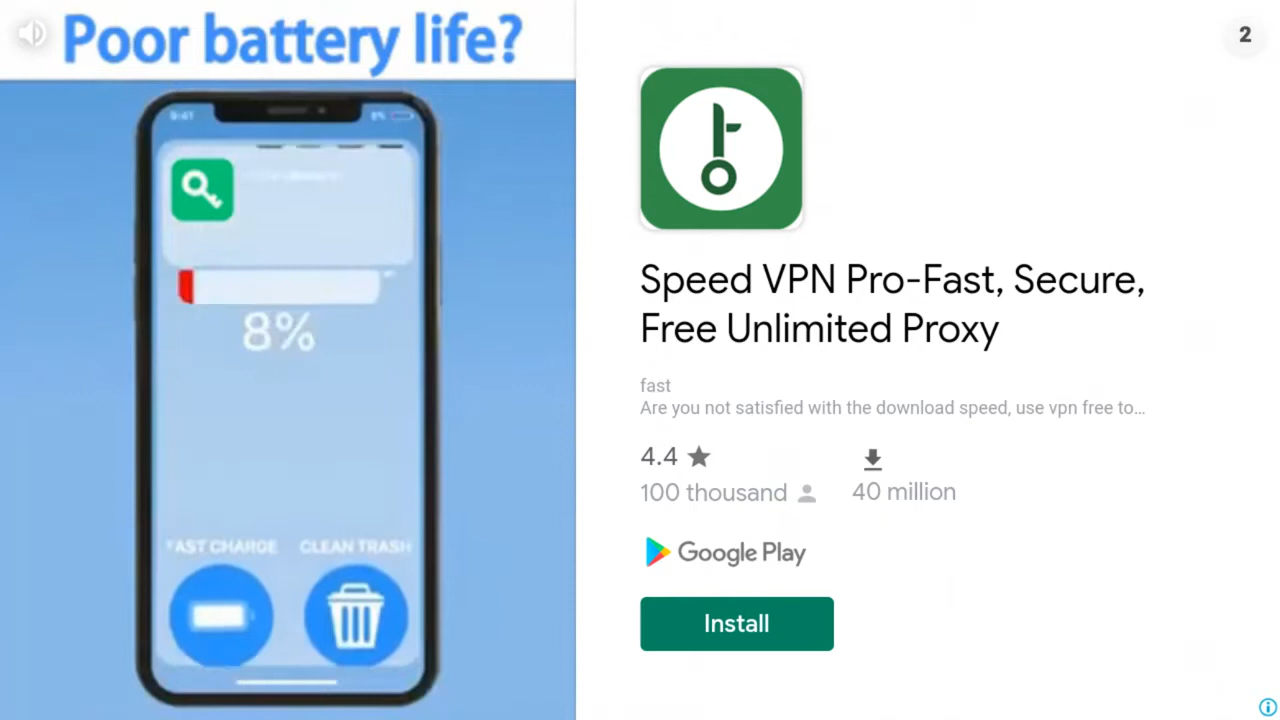 Poor battery life?
2
9:41
8%
8%
FAST CHARGE
CLEAN TRASH
Speed VPN Pro-Fast, Secure,
Free Unlimited Proxy
fast
Are you not satisfied with the download speed, use vpn free to...
4.4
100 thousand
40 million
Google Play
Install